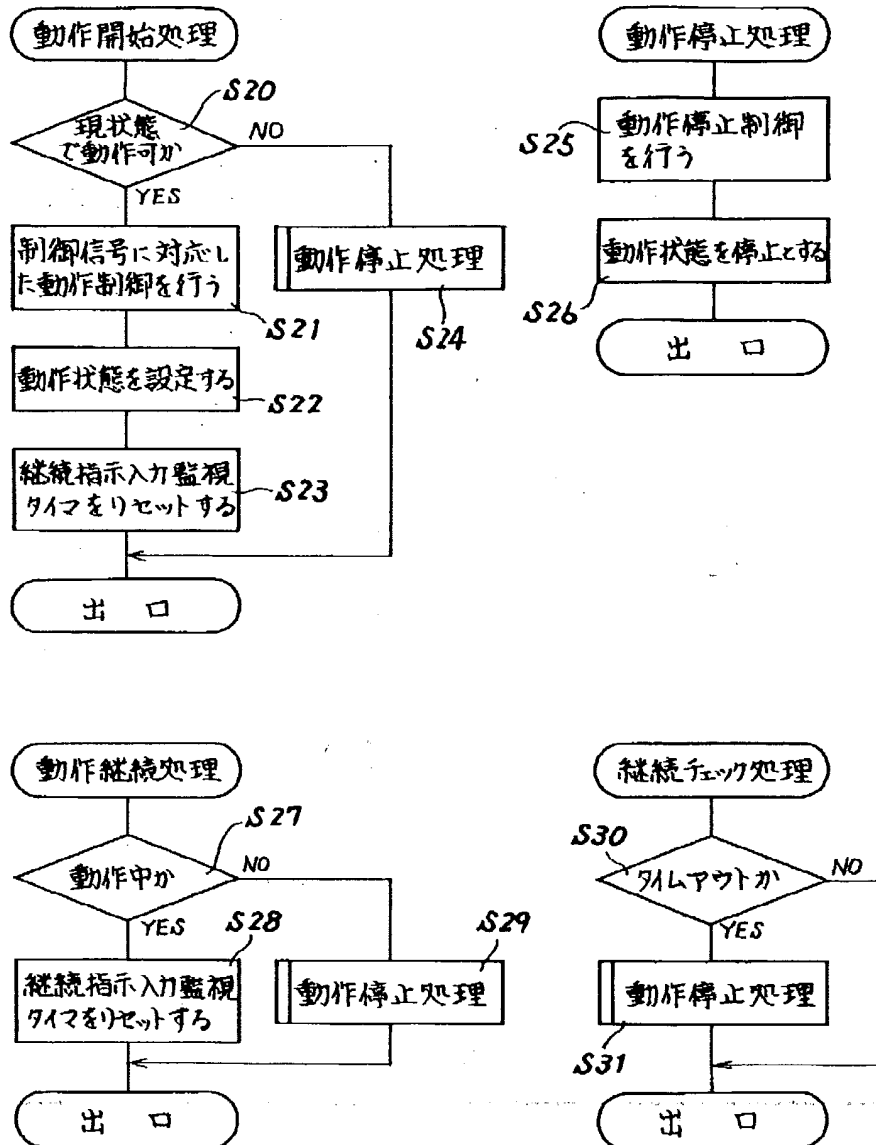 動作開始処理
S20
現状態
で動作可か
NO
YES
制御信号に対応し
た動作制御を行う
S21
動作停止処理
S24
動作状態を設定する
S22
継続指示入力監視
タイマをリセットする
S23
出 口
動作停止処理
S25
動作停止制御
を行う
動作状態を停止とする
S26
出 口
動作継続処理
S27
動作中か
NO
YES
S28
継続指示入力監視
タイマをリセットする
S29
動作停止処理
出 口
継続チェック処理
S30
タイムアウトか
NO
YES
動作停止処理
S31
出 口